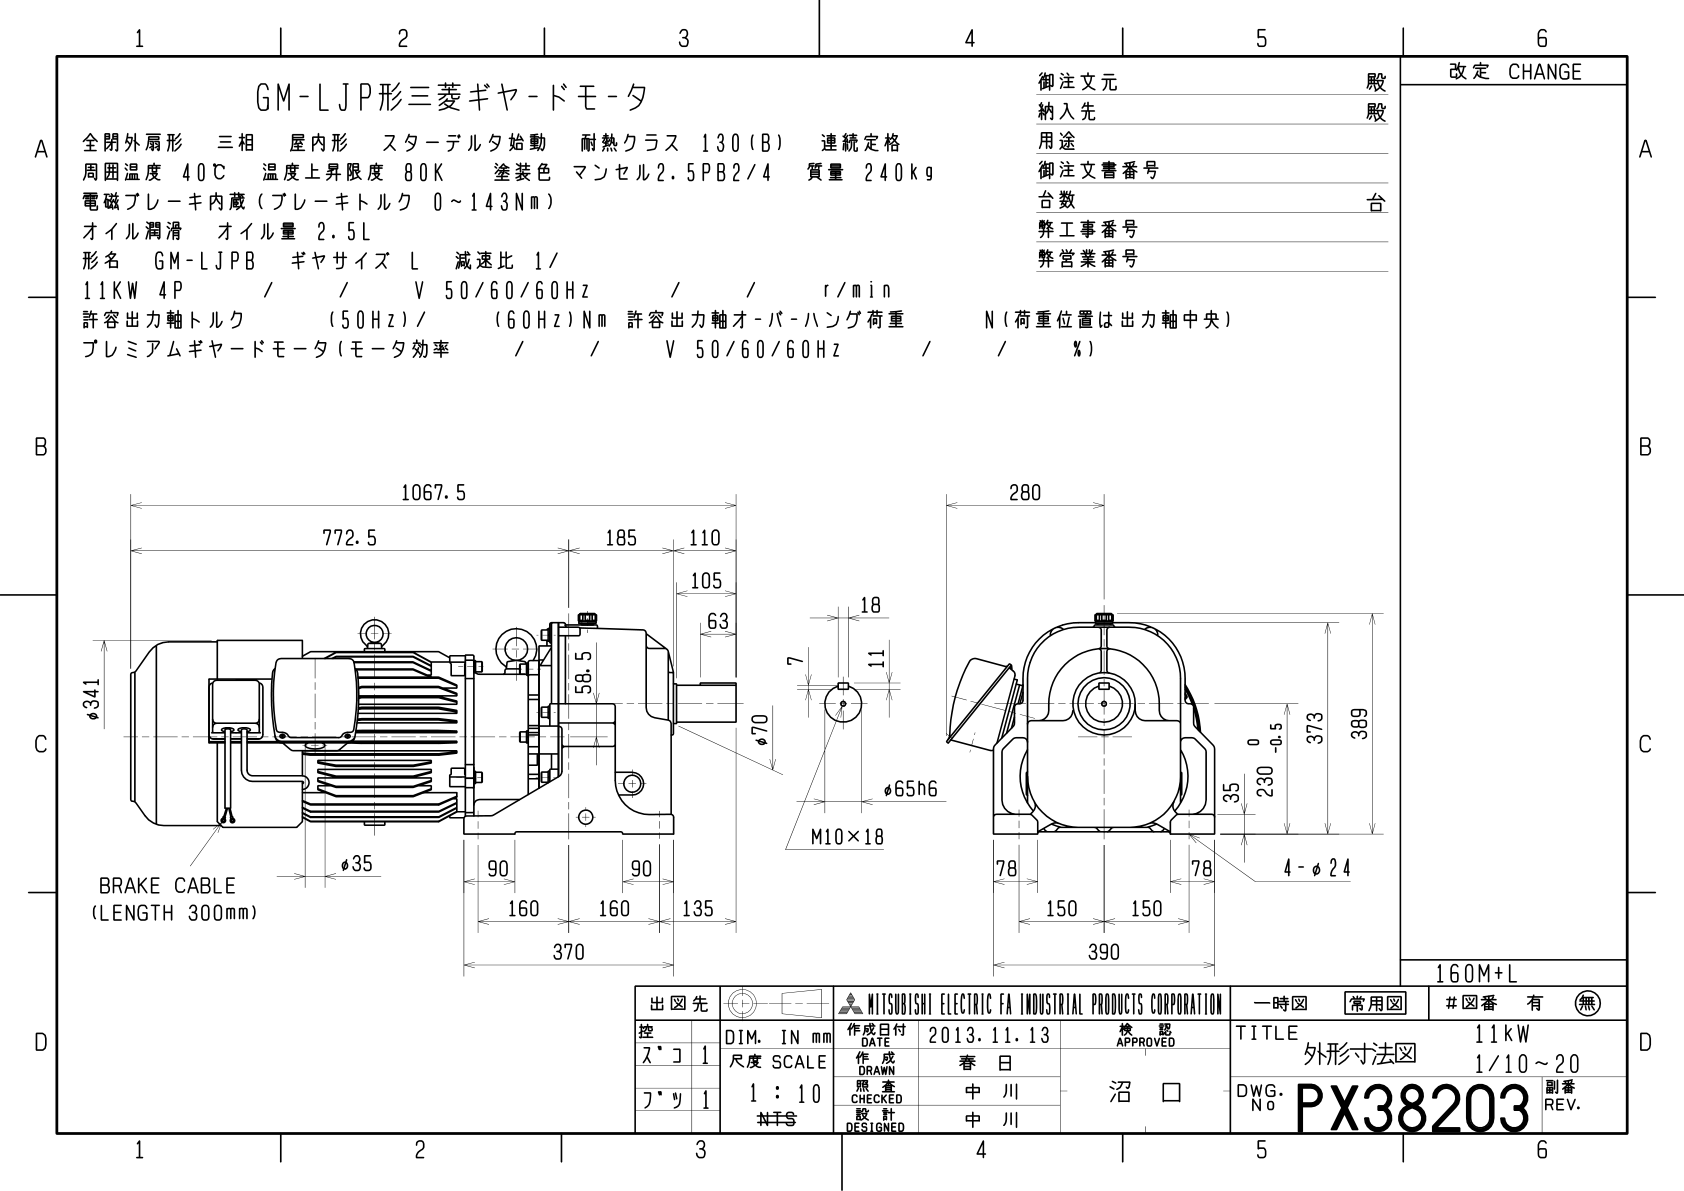 1 2 3 4 5 6
改定 CHANGE
GM-LJP形三菱ギヤードモータ
全閉外扇形 三相 屋内形 スターデルタ始動 耐熱クラス 130(B) 連続定格
周囲温度 40℃ 温度上昇限度 80K 塗装色 マンセル2.5PB2/4 質量 240kg
電磁ブレーキ内蔵(ブレーキトルク 0~143Nm)
オイル潤滑 オイル量 2.5L
形名 GM-LJPB ギヤサイズ L 減速比 1/
11KW 4P / / V 50/60/60Hz / / r/min
許容出力軸トルク (50Hz)/ (60Hz)Nm 許容出力軸オーバーハング荷重 N(荷重位置は出力軸中央)
プレミアムギヤードモータ(モータ効率 / / V 50/60/60Hz / / %)
御注文元 殿
納入先 殿
用途
御注文書番号
台数 台
弊工事番号
弊営業番号
A A
B B
C C
D D
1067.5
772.5 185 110
105
63
58.5
φ341
φ70
φ35
BRAKE CABLE
(LENGTH 300mm)
90 90
160 160 135
370
18
7
11
φ65h6
M10×18
280
0
-0.5
230
35
373
389
78 78
4-φ24
150 150
390
160M+L
出図先
控
ズコ 1
ブツ 1
DIM. IN mm
尺度 SCALE
1 : 10
NTS
MITSUBISHI ELECTRIC FA INDUSTRIAL PRODUCTS CORPORATION
作成日付
DATE
2013.11.13
作成
DRAWN
春日
照査
CHECKED
中川
設計
DESIGNED
中川
検認
APPROVED
沼口
一時図 常用図 #図番 有 無
TITLE
外形寸法図
11kW
1/10~20
DWG.
No
PX38203
副番
REV.
1 2 3 4 5 6